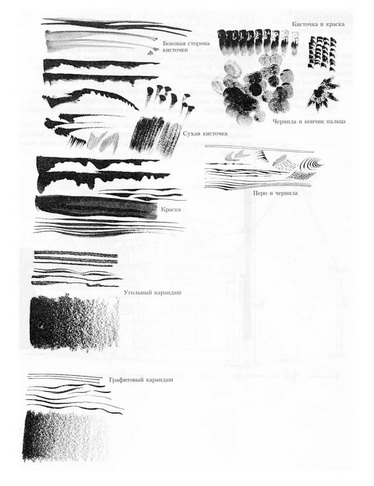 Кисточка и краска
Боковая сторона
кисточки
Чернила и кончик пальца
Сухая кисточка
Перо и чернила
Краска
Угольный карандаш
Графитовый карандаш